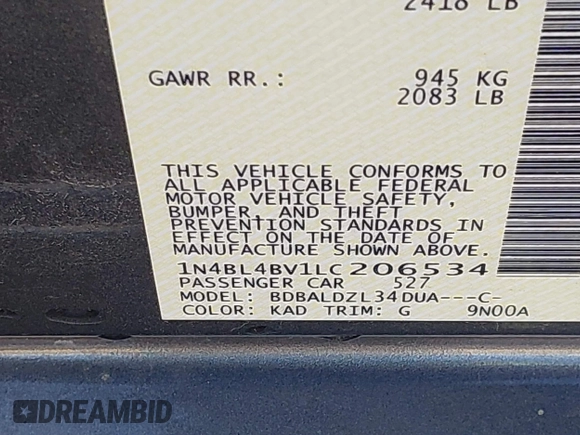 2418 LB
GAWR RR.: 945 KG
2083 LB
THIS VEHICLE CONFORMS TO
ALL APPLICABLE FEDERAL
MOTOR VEHICLE SAFETY,
BUMPER, AND THEFT
PREVENTION STANDARDS IN
EFFECT ON THE DATE OF
MANUFACTURE SHOWN ABOVE.
1N4BL4BV1LC206534
PASSENGER CAR 527
MODEL: BDBALDZL34DUA---C-
COLOR: KAD TRIM: G 9N00A
DREAMBID